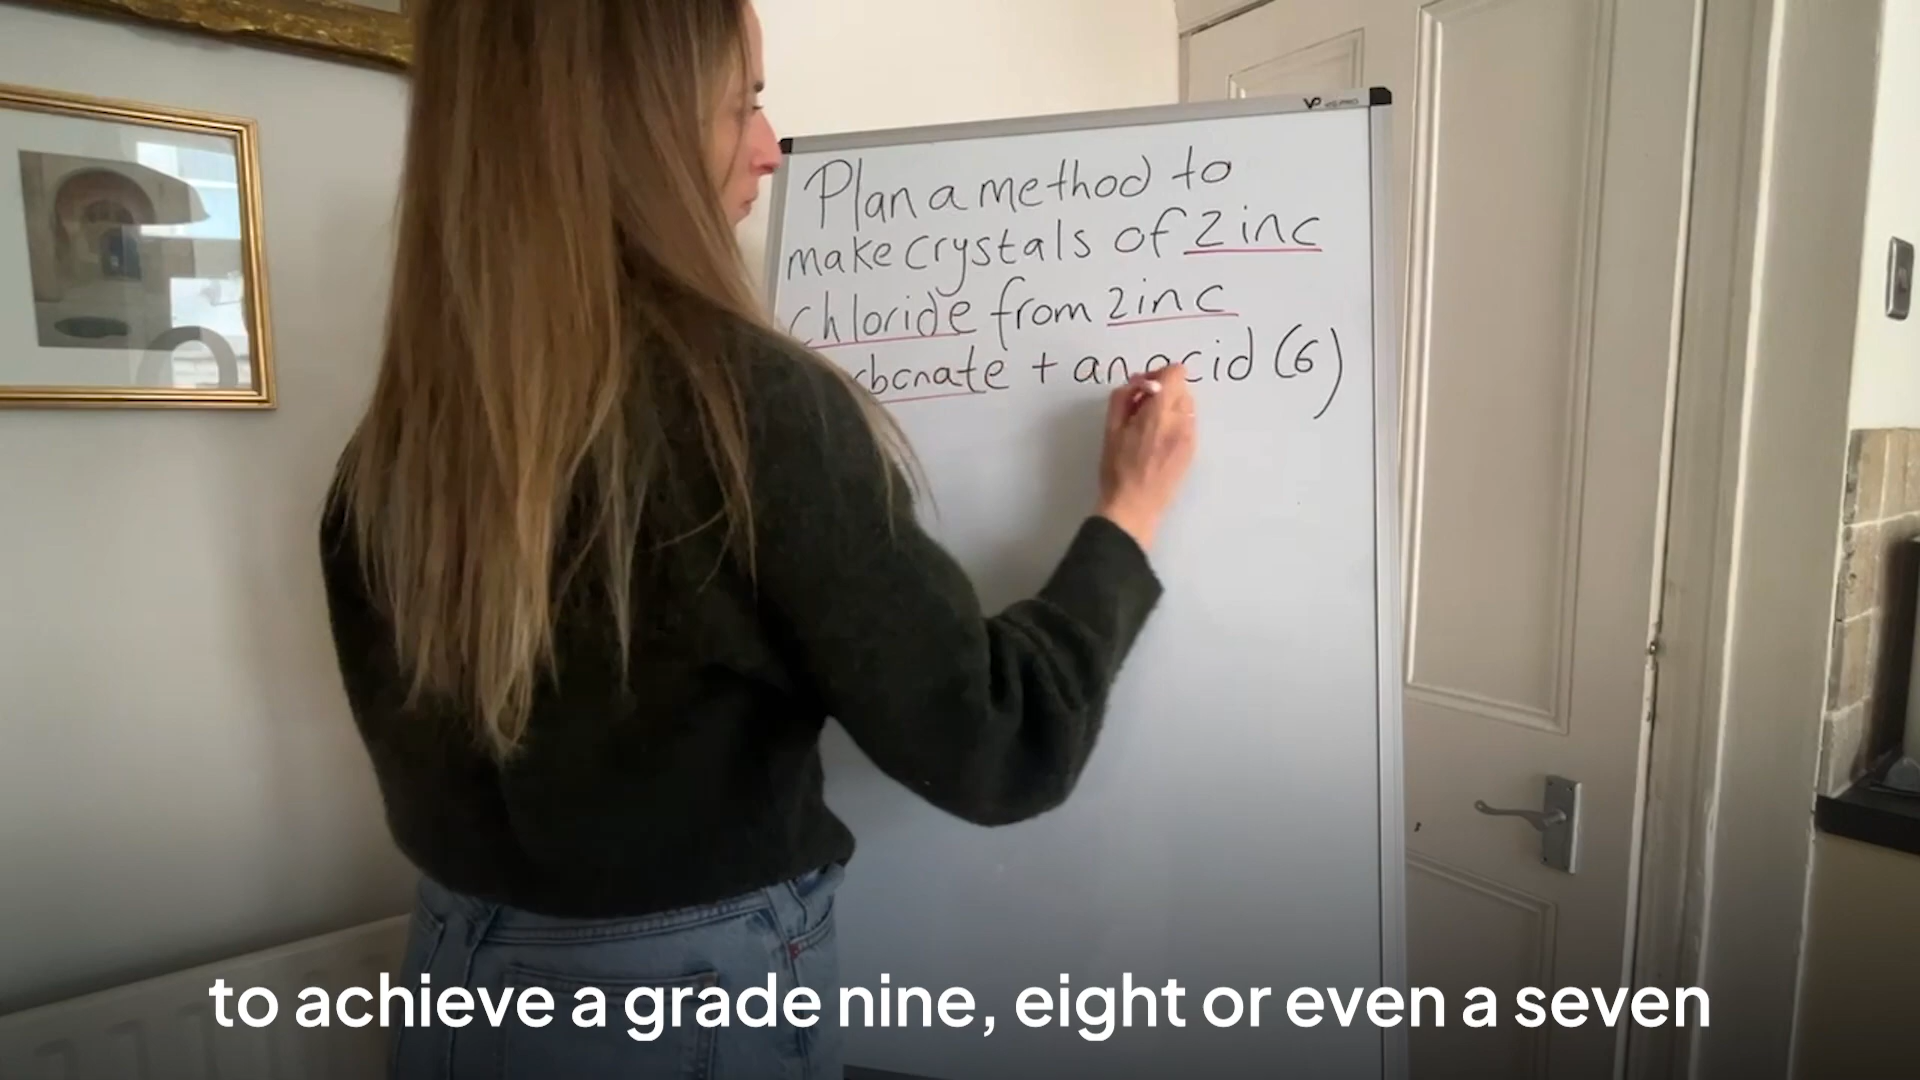 Plan a method to
make crystals of zinc
chloride from zinc
rbonate + an acid (6)
to achieve a grade nine, eight or even a seven